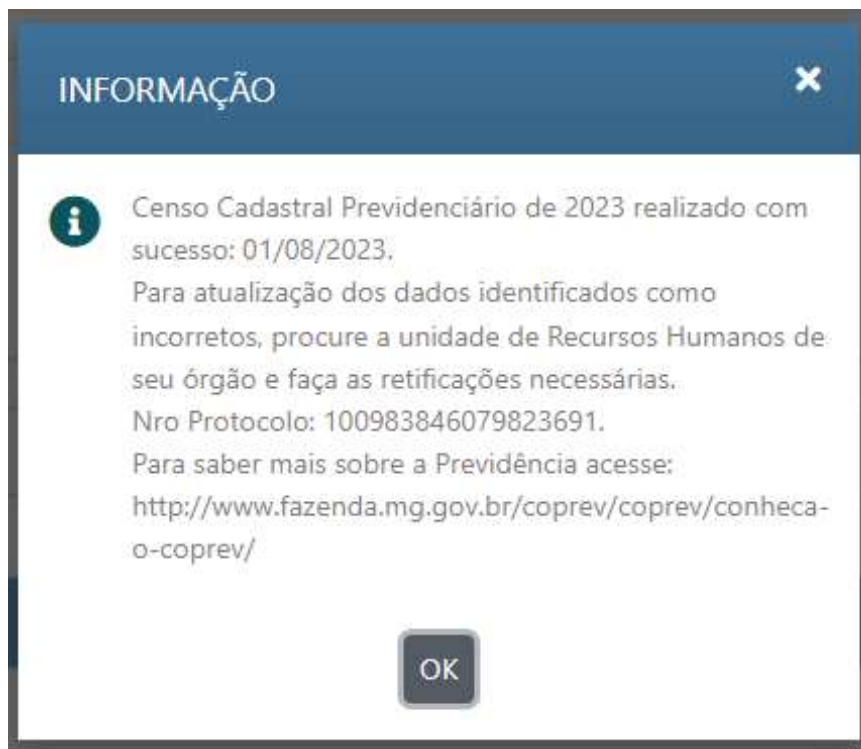 INFORMAÇÃO
Censo Cadastral Previdenciário de 2023 realizado com
sucesso: 01/08/2023.
Para atualização dos dados identificados como
incorretos, procure a unidade de Recursos Humanos de
seu órgão e faça as retificações necessárias.
Nro Protocolo: 100983846079823691.
Para saber mais sobre a Previdência acesse:
http://www.fazenda.mg.gov.br/coprev/coprev/conheca-
o-coprev/
OK